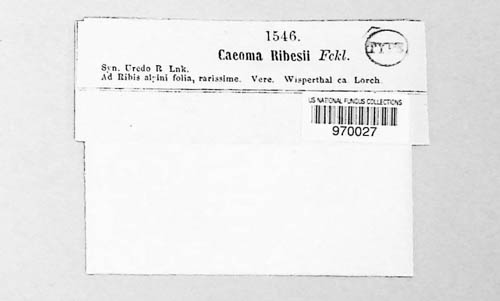 1546.
Caeoma Ribesii Fckl.
TYPE
Syn. Uredo R. Lnk.
Ad Ribis alpini folia, rarissime. Vere. Wisperthal ca Lorch.
US NATIONAL FUNGUS COLLECTIONS
970027